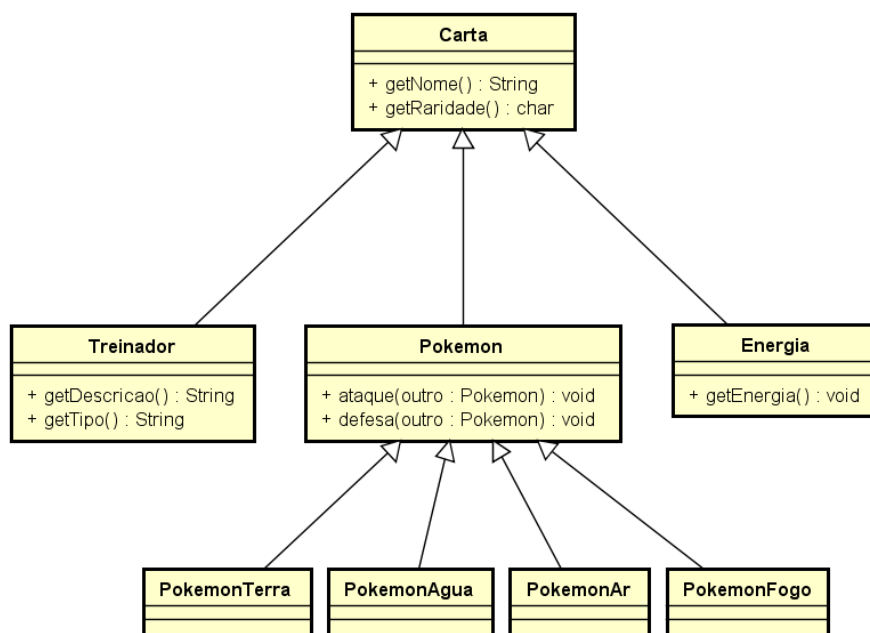 Carta
+ getNome() : String
+ getRaridade() : char
Treinador
+ getDescricao() : String
+ getTipo() : String
Pokemon
+ ataque(outro : Pokemon) : void
+ defesa(outro : Pokemon) : void
Energia
+ getEnergia() : void
PokemonTerra
PokemonAgua
PokemonAr
PokemonFogo